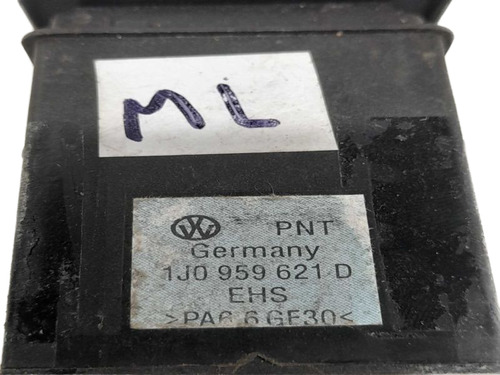 ML
PNT
Germany
1J0 959 621 D
EHS
>PA6.6 GF30<